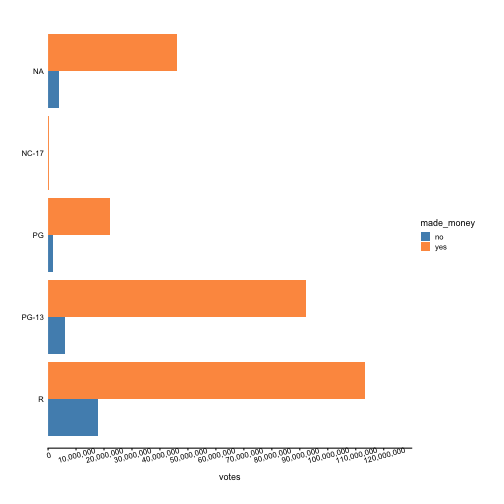 NA
NC-17
PG
PG-13
R
0
10,000,000
20,000,000
30,000,000
40,000,000
50,000,000
60,000,000
70,000,000
80,000,000
90,000,000
100,000,000
110,000,000
120,000,000
votes
made_money
no
yes